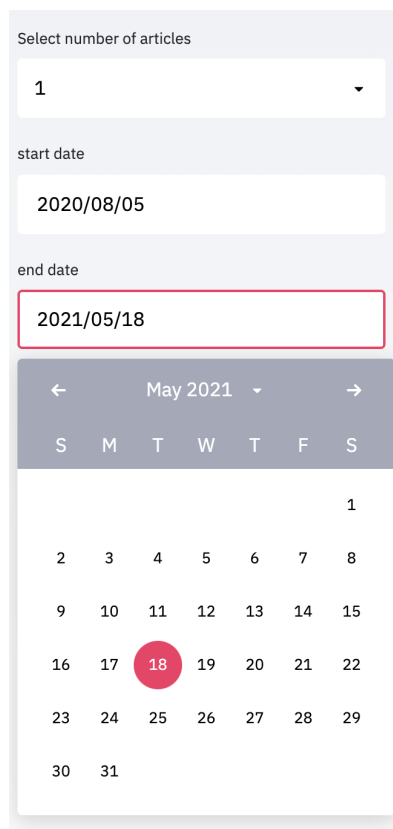 Select number of articles
1
start date
2020/08/05
end date
2021/05/18
May 2021
S M T W T F S
1
2 3 4 5 6 7 8
9 10 11 12 13 14 15
16 17 18 19 20 21 22
23 24 25 26 27 28 29
30 31